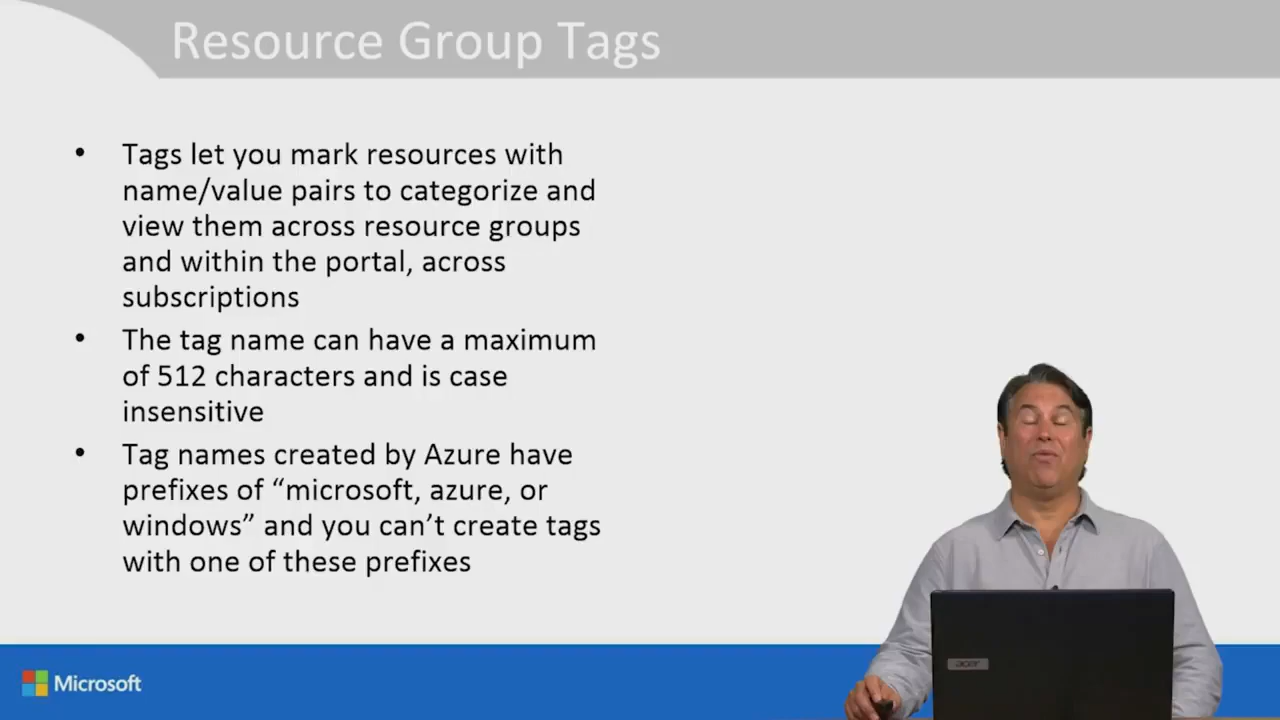 Resource Group Tags
• Tags let you mark resources with
name/value pairs to categorize and
view them across resource groups
and within the portal, across
subscriptions
• The tag name can have a maximum
of 512 characters and is case
insensitive
• Tag names created by Azure have
prefixes of “microsoft, azure, or
windows” and you can’t create tags
with one of these prefixes
Microsoft
acer